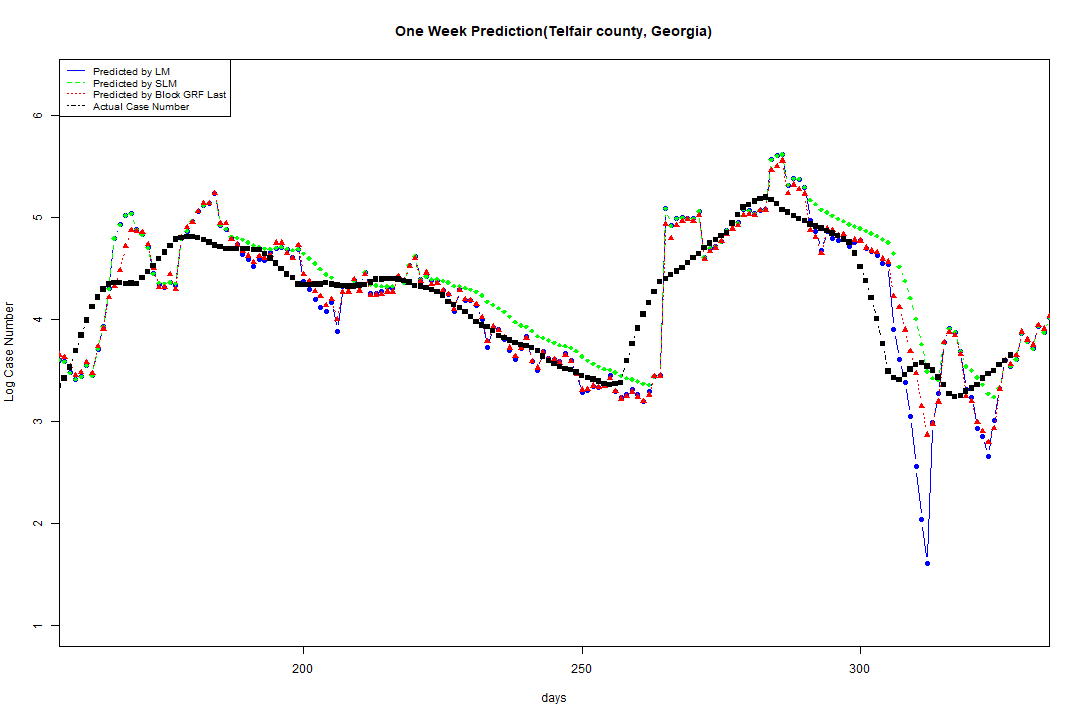 One Week Prediction(Telfair county, Georgia)
Predicted by LM
Predicted by SLM
Predicted by Block GRF Last
Actual Case Number
6
5
4
3
2
1
Log Case Number
200 250 300
days